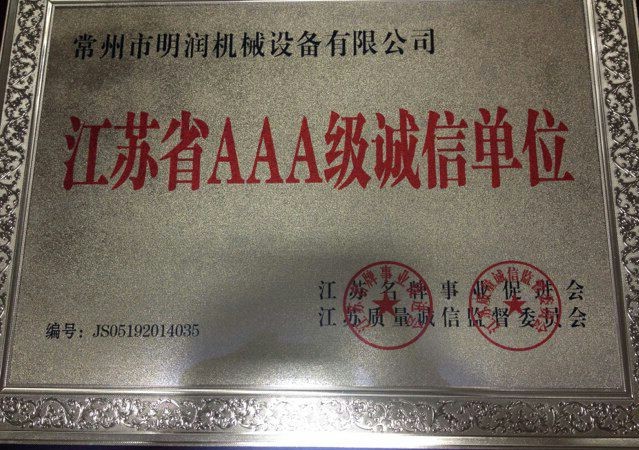 常州市明润机械设备有限公司
江苏省AAA级诚信单位
江苏名牌事业促进会
江苏质量诚信监督委员会
编号：JS05192014035